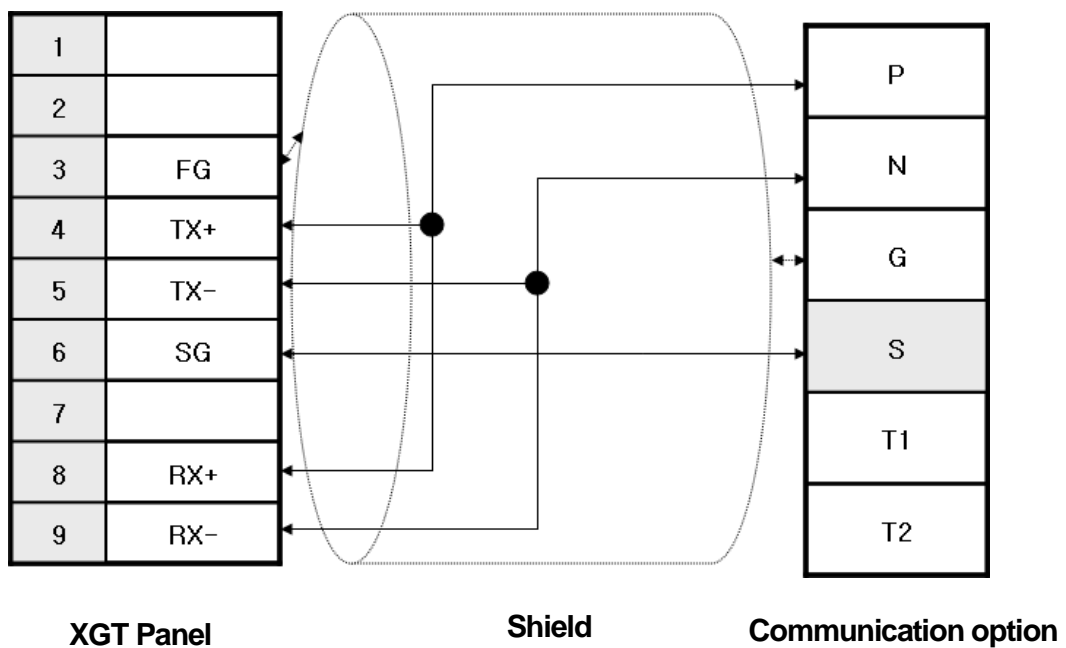 1
2
3 FG
4 TX+
5 TX-
6 SG
7
8 RX+
9 RX-
P
N
G
S
T1
T2
XGT Panel
Shield
Communication option